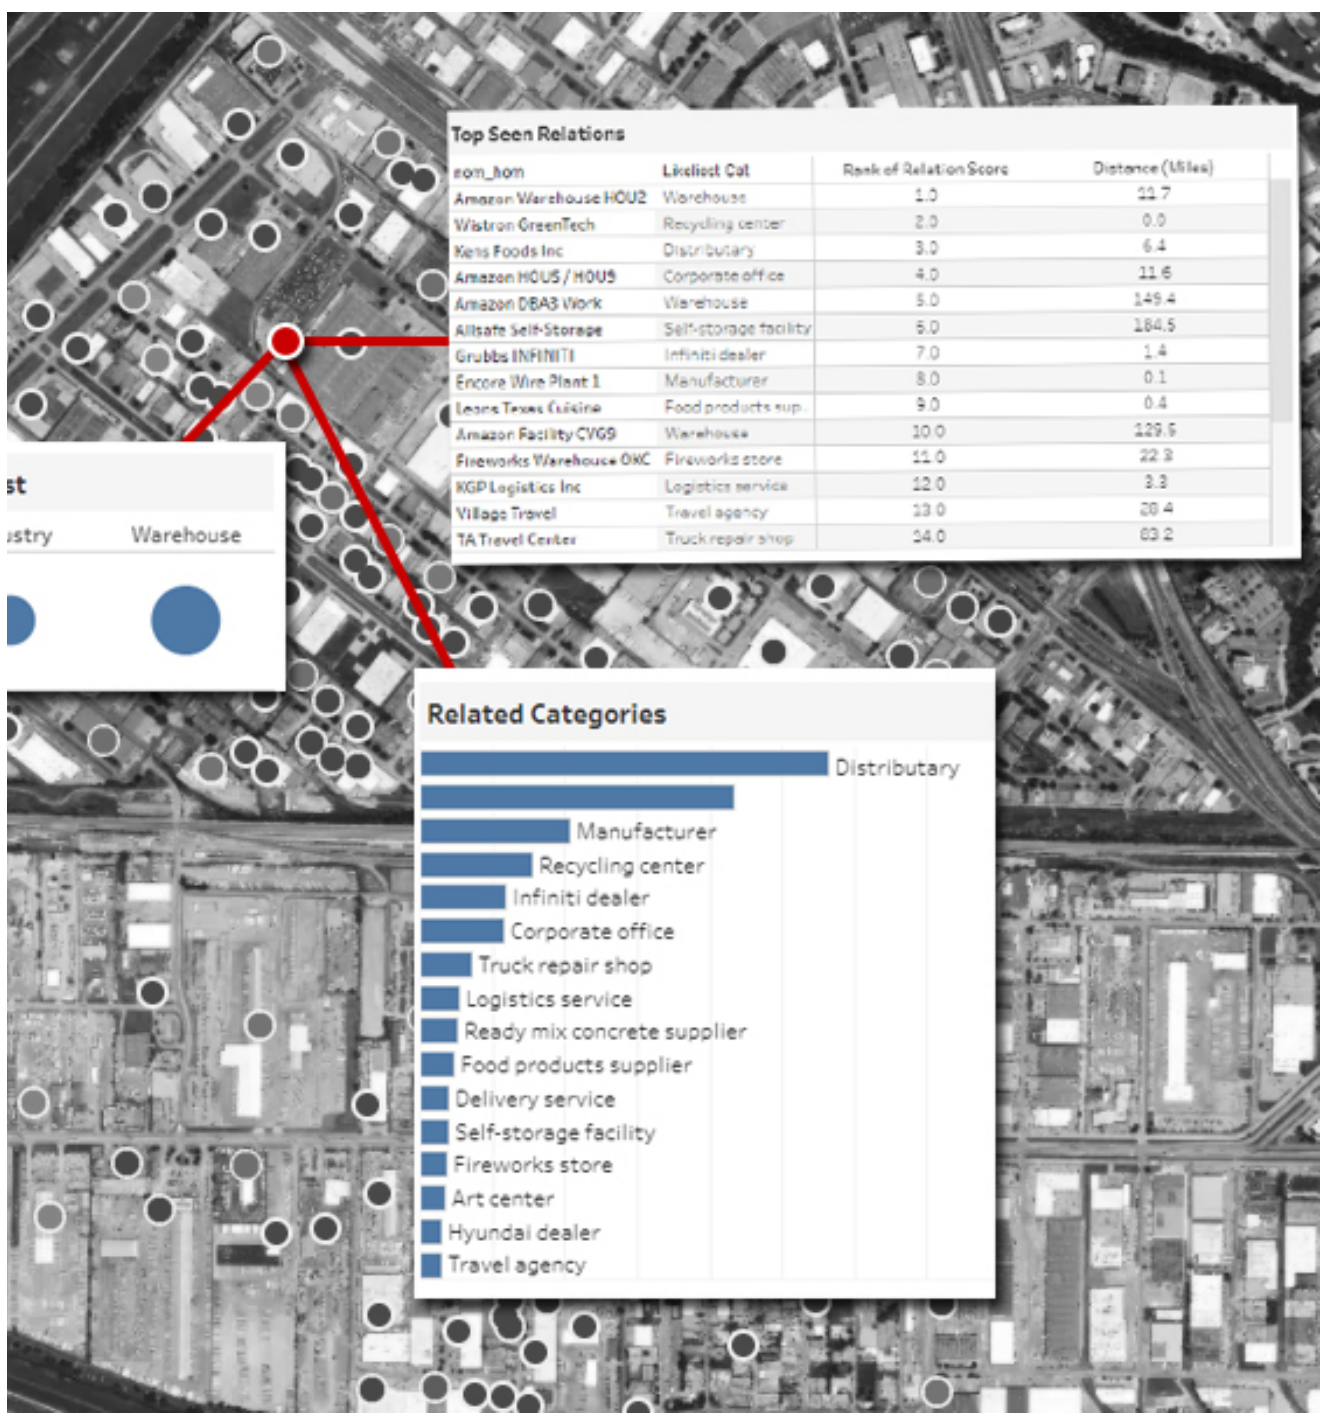 Top Seen Relations
nom_hom Likeliest Cat Rank of Relation Score Distance (Miles)
Amazon Warehouse HOU2 Warehouse 1.0 11.7
Wistron GreenTech Recycling center 2.0 0.0
Kens Foods Inc Distributary 3.0 6.4
Amazon HOU5 / HOU9 Corporate office 4.0 11.6
Amazon DBA3 Work Warehouse 5.0 149.4
Allsafe Self-Storage Self-storage facility 6.0 184.5
Grubbs INFINITI Infiniti dealer 7.0 1.4
Encore Wire Plant 1 Manufacturer 8.0 0.1
Leons Texas Cuisine Food products sup.. 9.0 0.4
Amazon Facility CVG9 Warehouse 10.0 129.5
Fireworks Warehouse OKC Fireworks store 11.0 22.3
KGP Logistics Inc Logistics service 12.0 3.3
Village Travel Travel agency 13.0 28.4
TA Travel Center Truck repair shop 14.0 83.2
st
ustry Warehouse
Related Categories
Distributary
Manufacturer
Recycling center
Infiniti dealer
Corporate office
Truck repair shop
Logistics service
Ready mix concrete supplier
Food products supplier
Delivery service
Self-storage facility
Fireworks store
Art center
Hyundai dealer
Travel agency